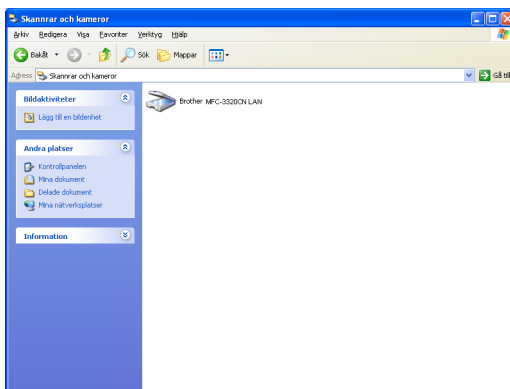 Skannrar och kameror
Arkiv Redigera Visa Favoriter Verktyg Hjälp
Bakåt Sök Mappar
Adress Skannrar och kameror Gå till
Bildaktiviteter
Lägg till en bildenhet
Brother MFC-3320CN LAN
Andra platser
Kontrollpanelen
Mina dokument
Delade dokument
Mina nätverksplatser
Information